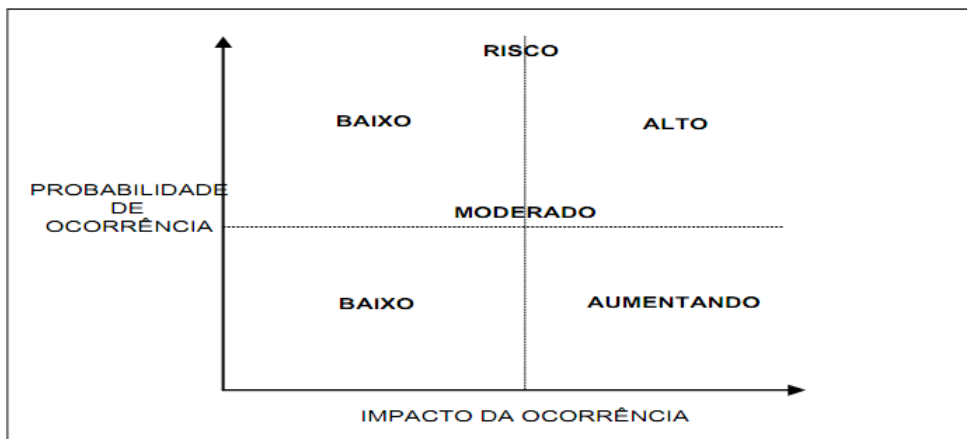 RISCO
BAIXO
ALTO
PROBABILIDADE
DE
OCORRÊNCIA
MODERADO
BAIXO
AUMENTANDO
IMPACTO DA OCORRÊNCIA